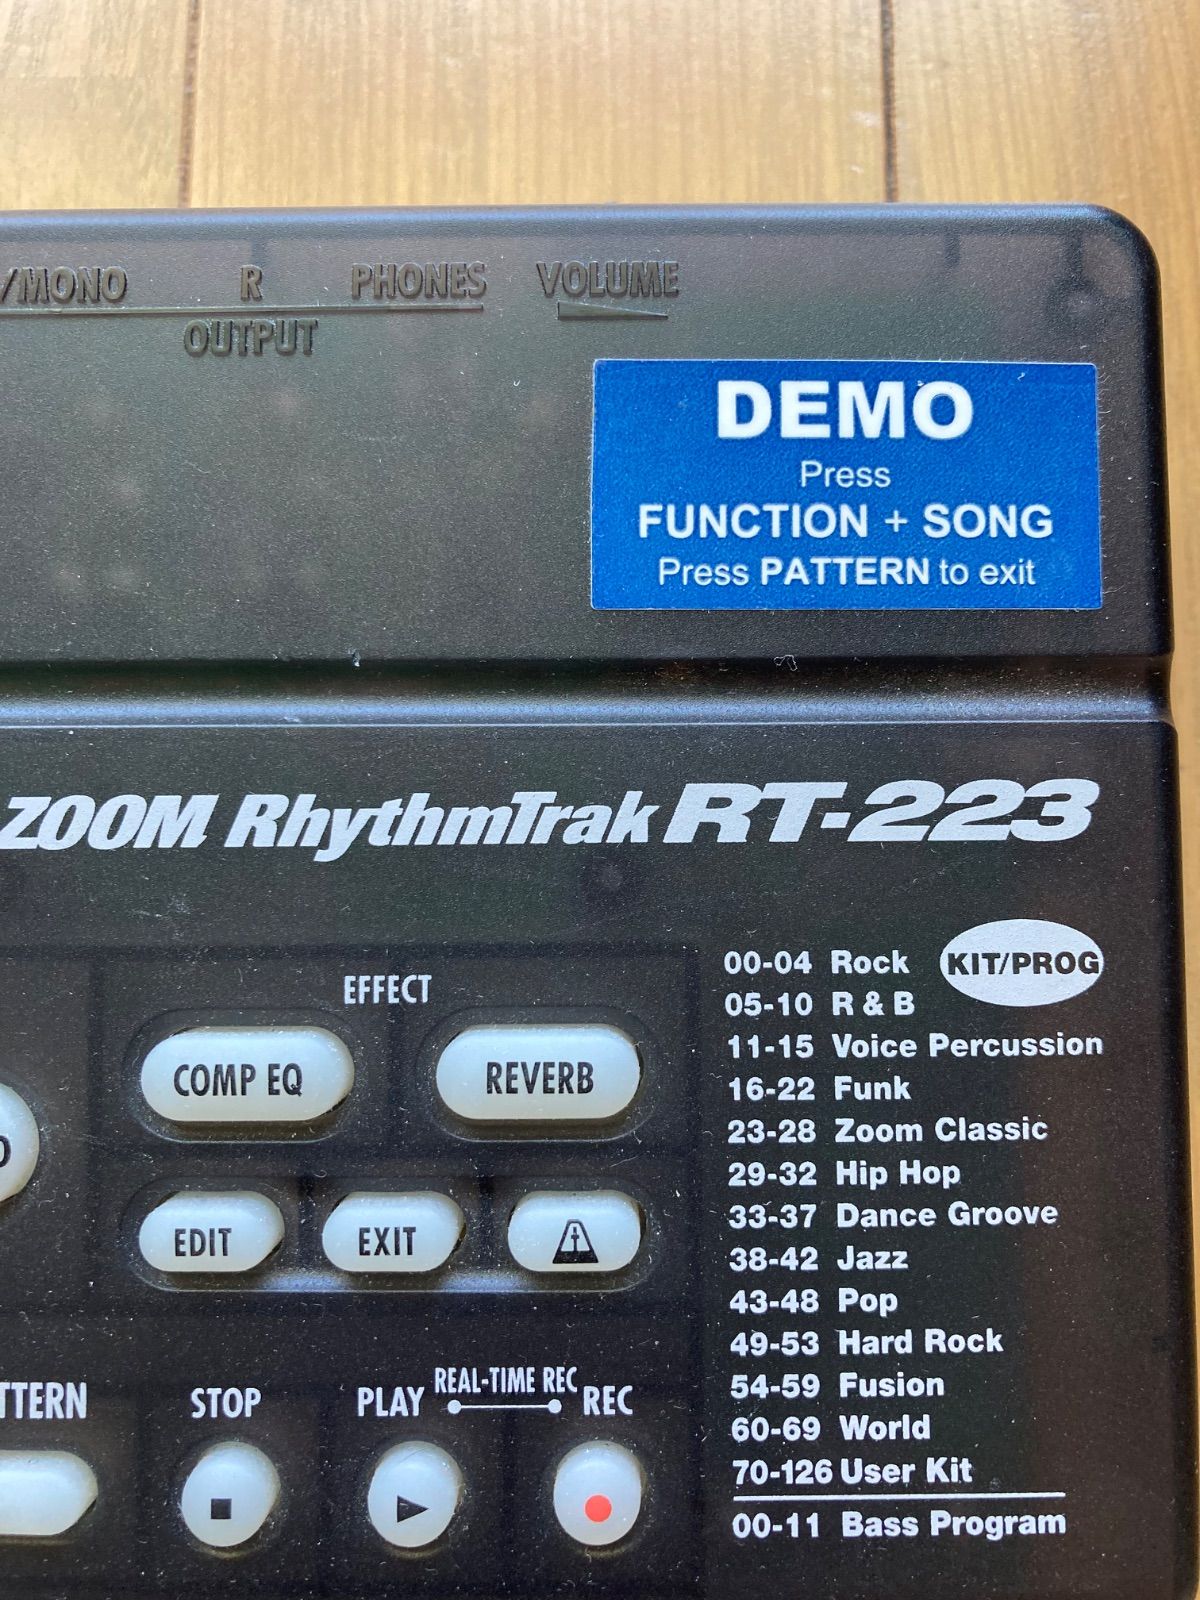 /MONO R PHONES VOLUME
OUTPUT
DEMO
Press
FUNCTION + SONG
Press PATTERN to exit
ZOOM RhythmTrak RT-223
EFFECT
COMP EQ REVERB
EDIT EXIT
TTERN STOP PLAY REAL-TIME REC REC
KIT/PROG
00-04 Rock
05-10 R & B
11-15 Voice Percussion
16-22 Funk
23-28 Zoom Classic
29-32 Hip Hop
33-37 Dance Groove
38-42 Jazz
43-48 Pop
49-53 Hard Rock
54-59 Fusion
60-69 World
70-126 User Kit
00-11 Bass Program